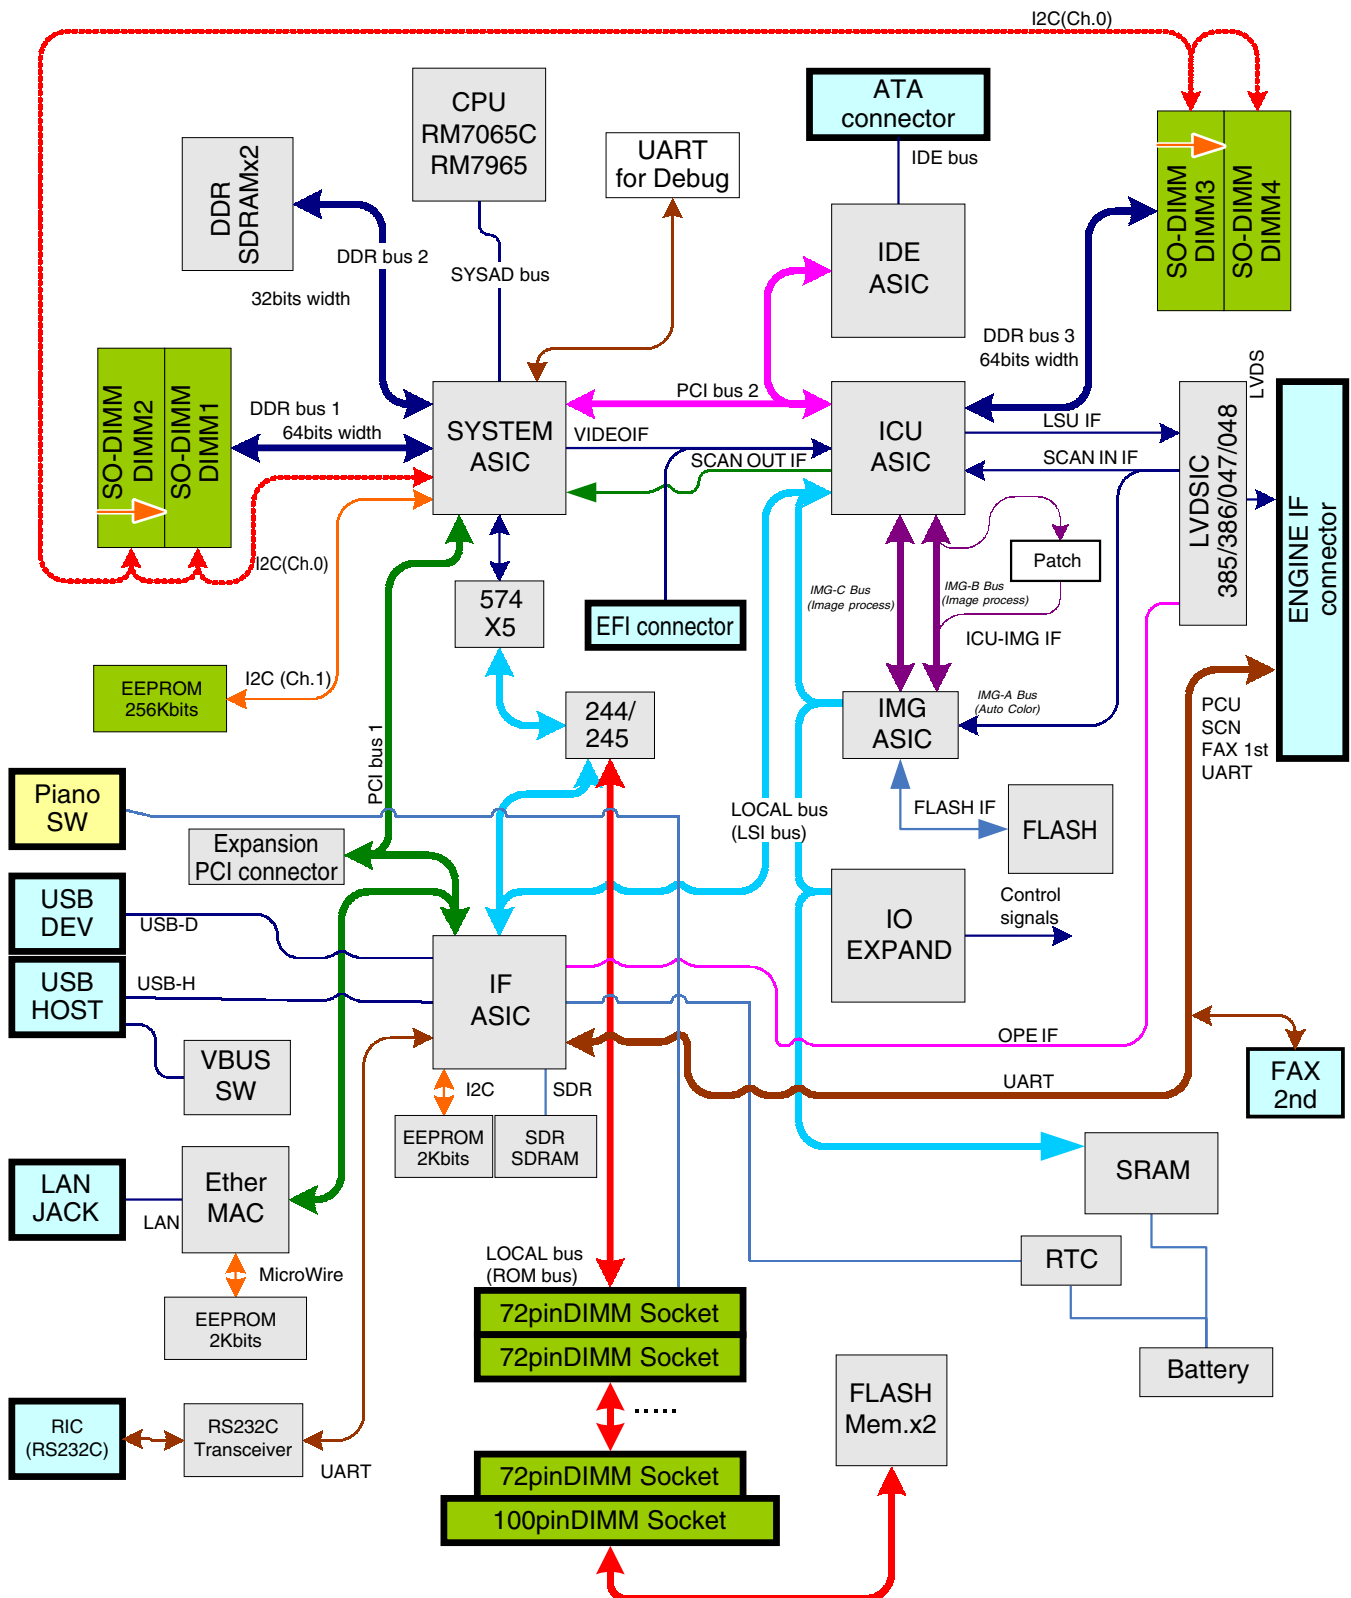 I2C(Ch.0)
CPU
RM7065C
RM7965
ATA
connector
UART
for Debug
IDE bus
DDR
SDRAMx2
SO-DIMM
DIMM3
SO-DIMM
DIMM4
DDR bus 2
SYSAD bus
IDE
ASIC
32bits width
DDR bus 3
64bits width
LVDS
SO-DIMM
DIMM2
SO-DIMM
DIMM1
DDR bus 1
64bits width
SYSTEM
ASIC
PCI bus 2
VIDEOIF
SCAN OUT IF
ICU
ASIC
LSU IF
SCAN IN IF
LVDSIC
385/386/047/048
ENGINE IF
connector
I2C(Ch.0)
574
X5
EFI connector
IMG-C Bus
(Image process)
IMG-B Bus
(Image process)
Patch
ICU-IMG IF
EEPROM
256Kbits
I2C (Ch.1)
244/
245
IMG
ASIC
IMG-A Bus
(Auto Color)
PCU
SCN
FAX 1st
UART
PCI bus 1
Piano
SW
LOCAL bus
(LSI bus)
FLASH IF
FLASH
Expansion
PCI connector
USB
DEV
USB-D
IO
EXPAND
Control
signals
USB
HOST
USB-H
IF
ASIC
VBUS
SW
OPE IF
UART
FAX
2nd
I2C
SDR
EEPROM
2Kbits
SDR
SDRAM
SRAM
LAN
JACK
LAN
Ether
MAC
MicroWire
EEPROM
2Kbits
LOCAL bus
(ROM bus)
RTC
72pinDIMM Socket
72pinDIMM Socket
Battery
FLASH
Mem.x2
......
RIC
(RS232C)
RS232C
Transceiver
UART
72pinDIMM Socket
100pinDIMM Socket